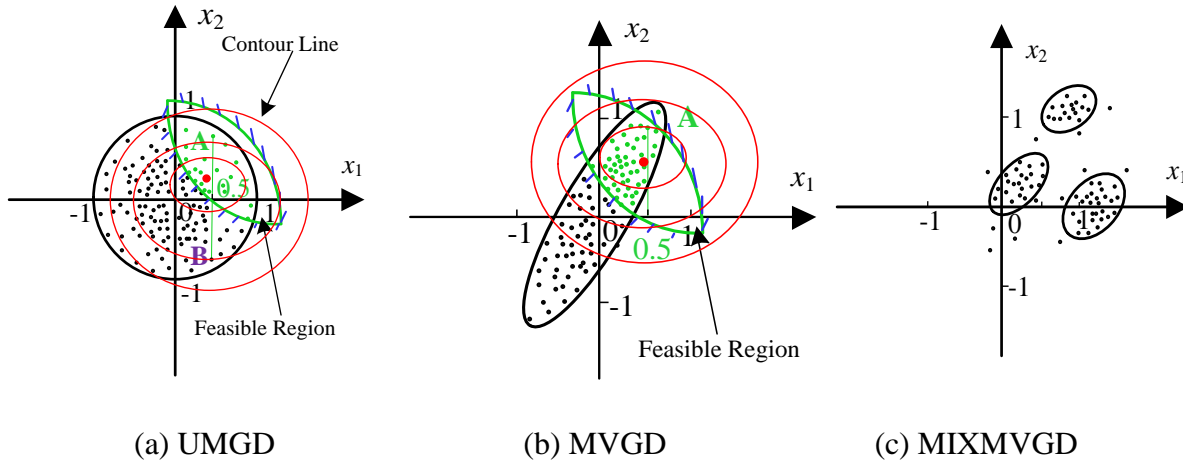 x2
Contour Line
1
A
x1
0.5
-1
0
1
B
-1
Feasible Region
(a) UMGD
x2
1
A
x1
-1
0
1
0.5
-1
Feasible Region
(b) MVGD
x2
1
x1
-1
0
1
-1
(c) MIXMVGD